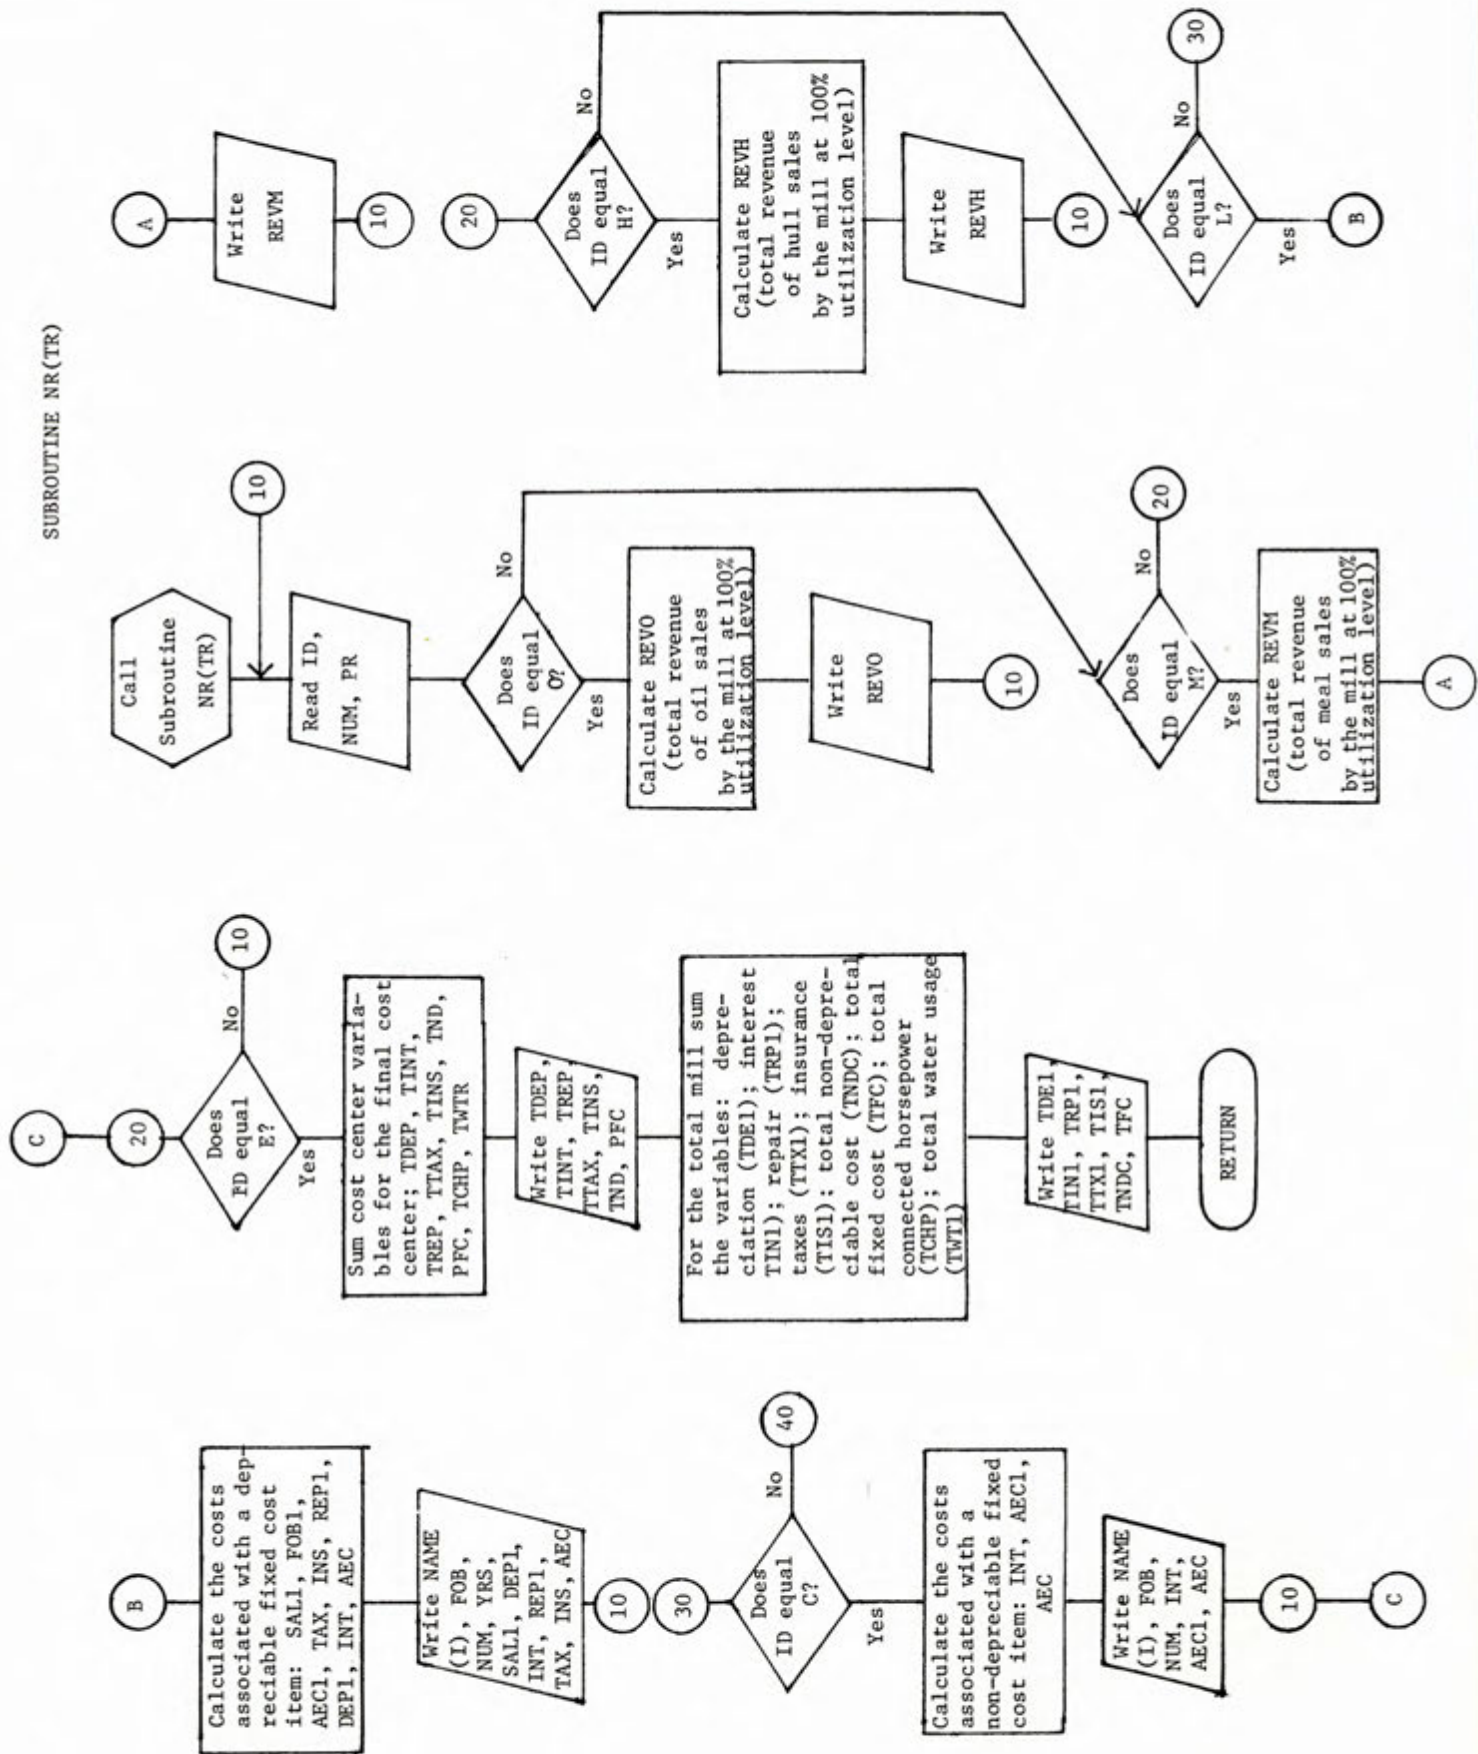 SUBROUTINE NR(TR)
B
Calculate the costs
associated with a dep-
reciable fixed cost
item: SAL1, FOB1,
AEC1, TAX, INS, REP1,
DEP1, INT, AEC
Write NAME
(I), FOB,
NUM, YRS,
SAL1, DEP1,
INT, REP1,
TAX, INS, AEC
10
30
Does
ID equal
C?
No
40
Yes
Calculate the costs
associated with a
non-depreciable fixed
cost item: INT, AEC1,
AEC
Write NAME
(I), FOB,
NUM, INT,
AEC1, AEC
10
C
C
20
Does
PD equal
E?
No
10
Yes
Sum cost center varia-
bles for the final cost
center; TDEP, TINT,
TREP, TTAX, TINS, TND,
PFC, TCHP, TWTR
Write TDEP,
TINT, TREP
TTAX, TINS,
TND, PFC
For the total mill sum
the variables: depre-
ciation (TDE1); interest
TIN1); repair (TRP1);
taxes (TTX1); insurance
(TIS1); total non-depre-
ciable cost (TNDC); total
fixed cost (TFC); total
connected horsepower
(TCHP); total water usage
(TWT1)
Write TDE1,
TIN1, TRP1,
TTX1, TIS1,
TNDC, TFC
RETURN
Call
Subroutine
NR(TR)
10
Read ID,
NUM, PR
Does
ID equal
O?
No
Yes
Calculate REVO
(total revenue
of oil sales
by the mill at 100%
utilization level)
Write
REVO
10
Does
ID equal
M?
No
20
Yes
Calculate REVM
(total revenue
of meal sales
by the mill at 100%
utilization level)
A
A
Write
REVM
10
20
Does
ID equal
H?
No
Yes
Calculate REVH
(total revenue
of hull sales
by the mill at 100%
utilization level)
Write
REVH
10
Does
ID equal
L?
No
30
Yes
B